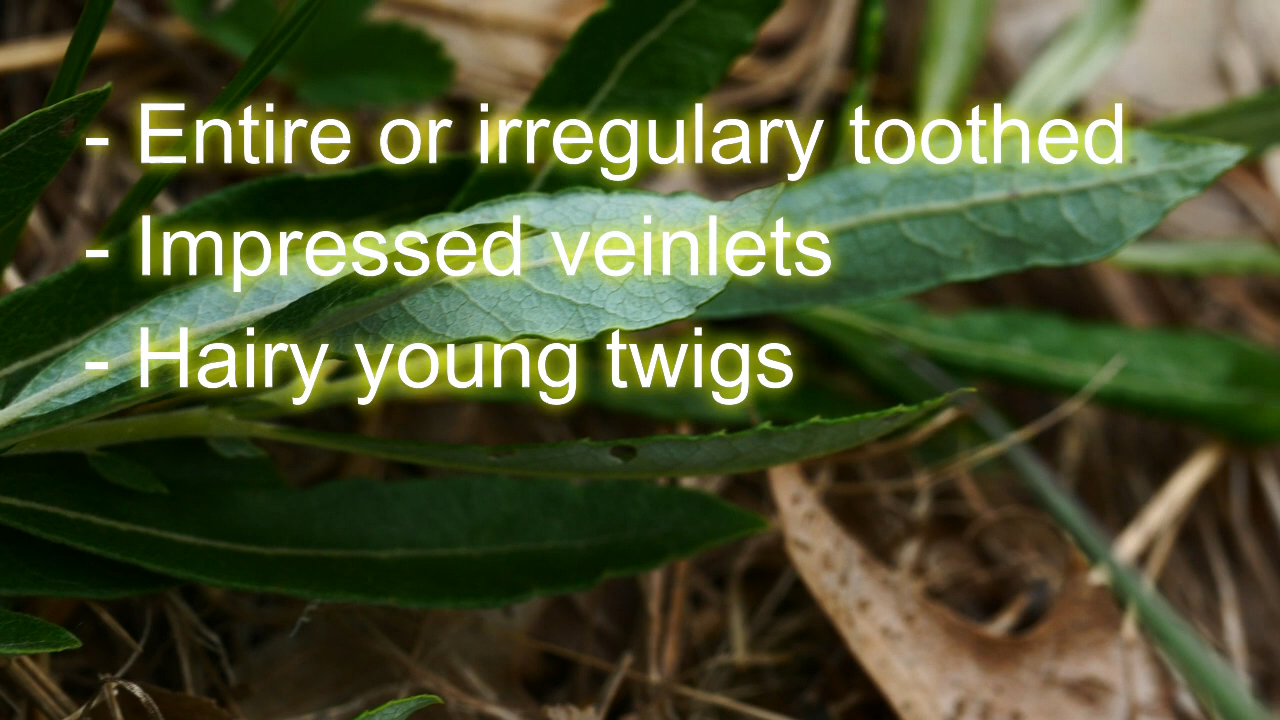 - Entire or irregulary toothed
- Impressed veinlets
- Hairy young twigs